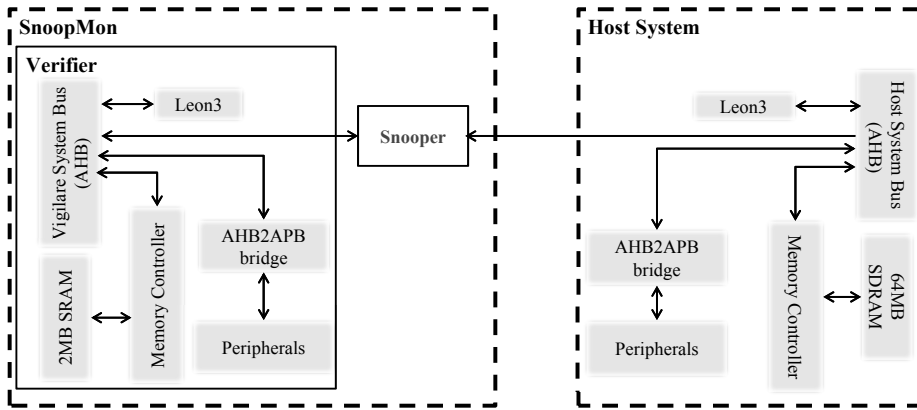 SnoopMon
Verifier
Vigilare System Bus
(AHB)
Leon3
Snooper
2MB SRAM
Memory Controller
AHB2APB
bridge
Peripherals
Host System
Leon3
Host System Bus
(AHB)
AHB2APB
bridge
Peripherals
Memory Controller
64MB
SDRAM